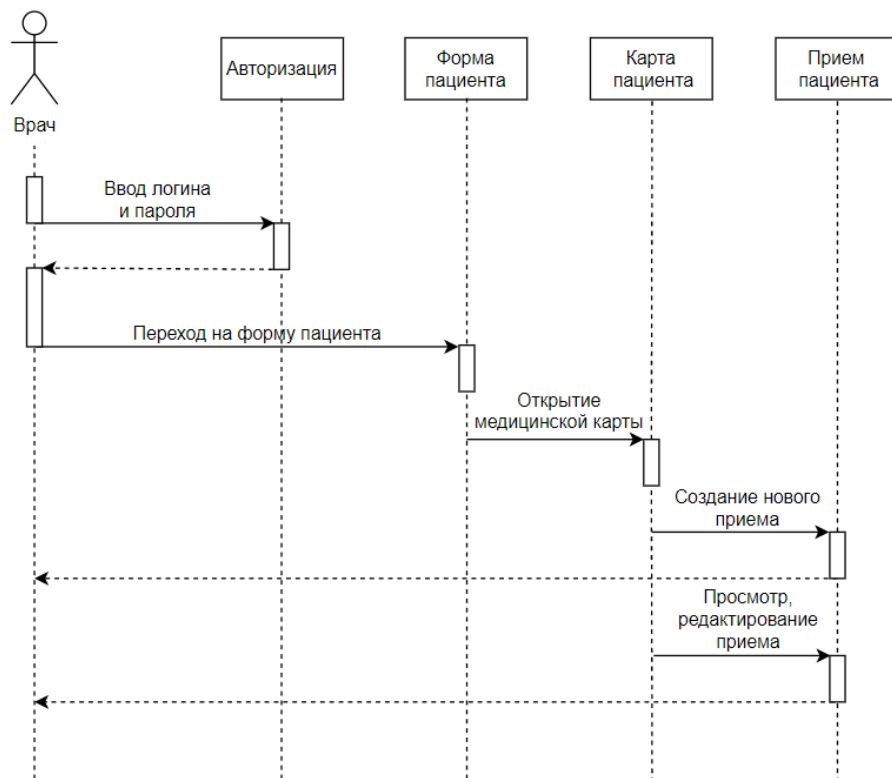 Врач
Авторизация
Форма
пациента
Карта
пациента
Прием
пациента
Ввод логина
и пароля
Переход на форму пациента
Открытие
медицинской карты
Создание нового
приема
Просмотр,
редактирование
приема